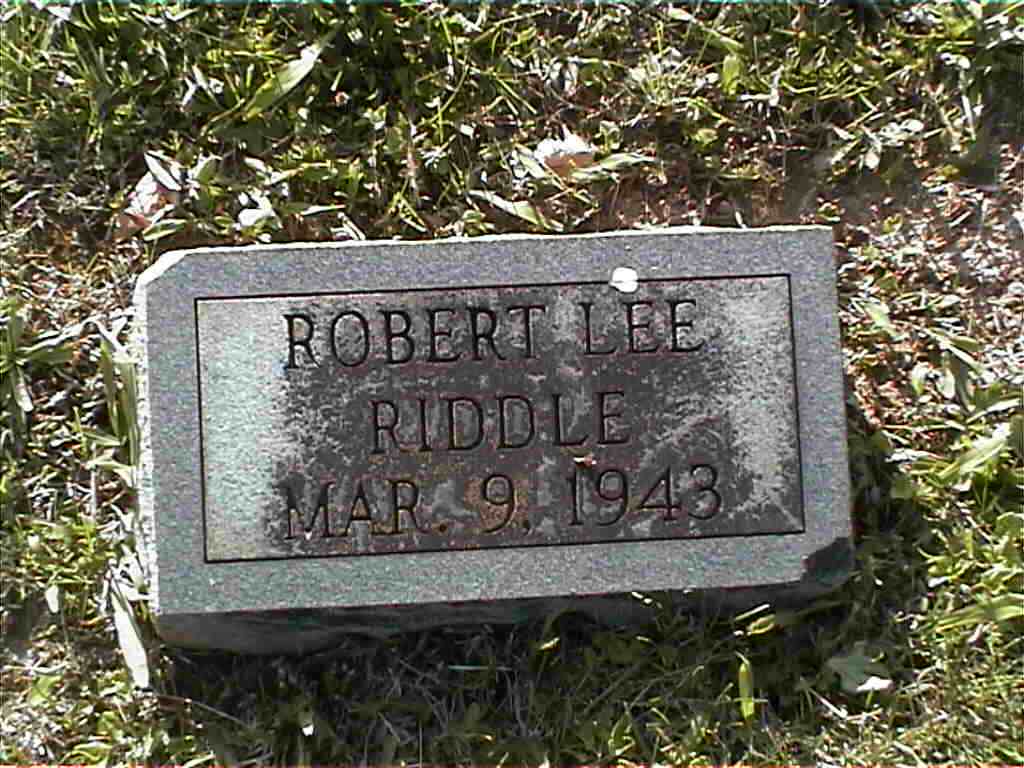 ROBERT LEE
RIDDLE
MAR. 9, 1943